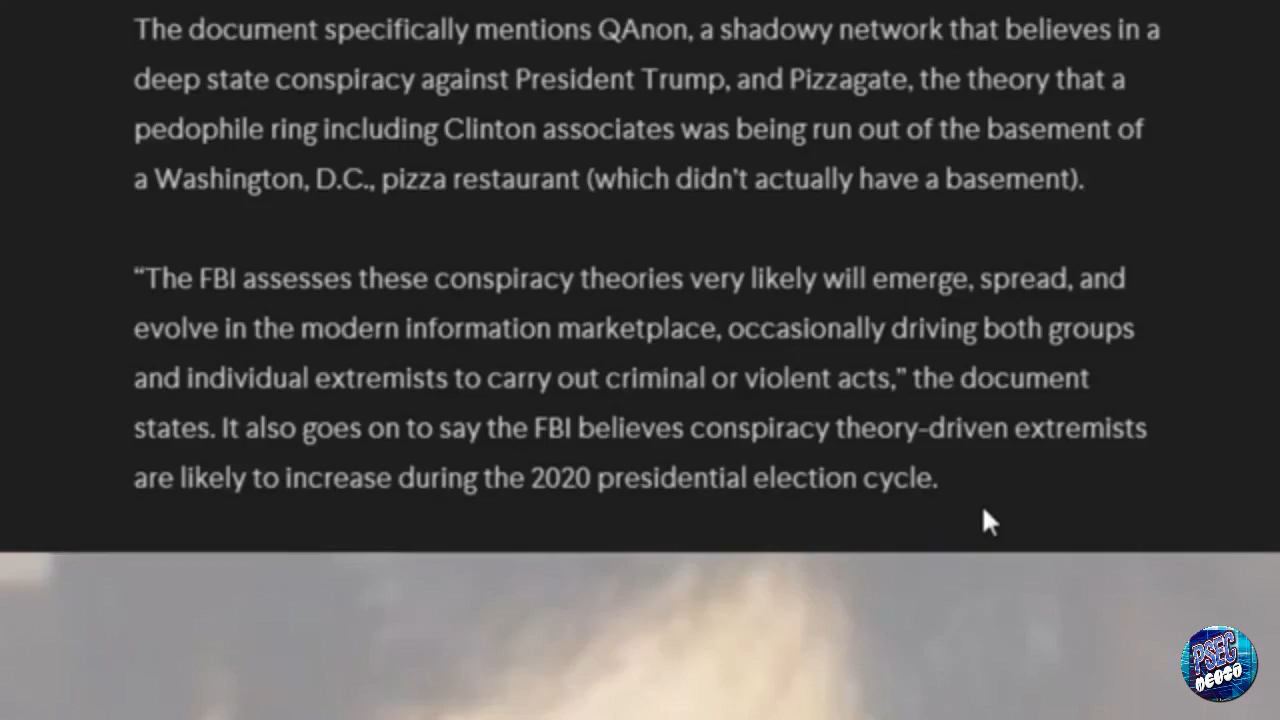 The document specifically mentions QAnon, a shadowy network that believes in a
deep state conspiracy against President Trump, and Pizzagate, the theory that a
pedophile ring including Clinton associates was being run out of the basement of
a Washington, D.C., pizza restaurant (which didn't actually have a basement).
“The FBI assesses these conspiracy theories very likely will emerge, spread, and
evolve in the modern information marketplace, occasionally driving both groups
and individual extremists to carry out criminal or violent acts,” the document
states. It also goes on to say the FBI believes conspiracy theory-driven extremists
are likely to increase during the 2020 presidential election cycle.
PSEC